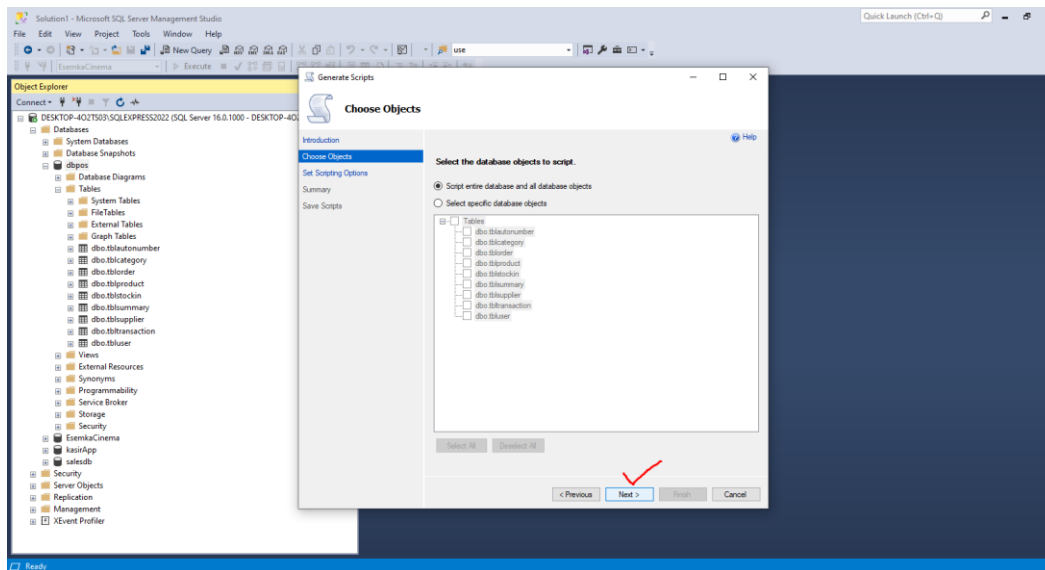 Solution1 - Microsoft SQL Server Management Studio
Quick Launch (Ctrl+Q)
File Edit View Project Tools Window Help
New Query
use
EsemkaCinema
Execute
Object Explorer
Connect
DESKTOP-4O2TS03\SQLEXPRESS2022 (SQL Server 16.0.1000 - DESKTOP-4O2
Databases
System Databases
Database Snapshots
dbpos
Database Diagrams
Tables
System Tables
FileTables
External Tables
Graph Tables
dbo.tblautonumber
dbo.tblcategory
dbo.tblorder
dbo.tblproduct
dbo.tblstockin
dbo.tblsummary
dbo.tblsupplier
dbo.tbltransaction
dbo.tbluser
Views
External Resources
Synonyms
Programmability
Service Broker
Storage
Security
EsemkaCinema
kasirApp
salesdb
Security
Server Objects
Replication
Management
XEvent Profiler
Generate Scripts
Choose Objects
Introduction
Choose Objects
Set Scripting Options
Summary
Save Scripts
Help
Select the database objects to script.
Script entire database and all database objects
Select specific database objects
Tables
dbo.tblautonumber
dbo.tblcategory
dbo.tblorder
dbo.tblproduct
dbo.tblstockin
dbo.tblsummary
dbo.tblsupplier
dbo.tbltransaction
dbo.tbluser
Select All Deselect All
< Previous Next > Finish Cancel
Ready